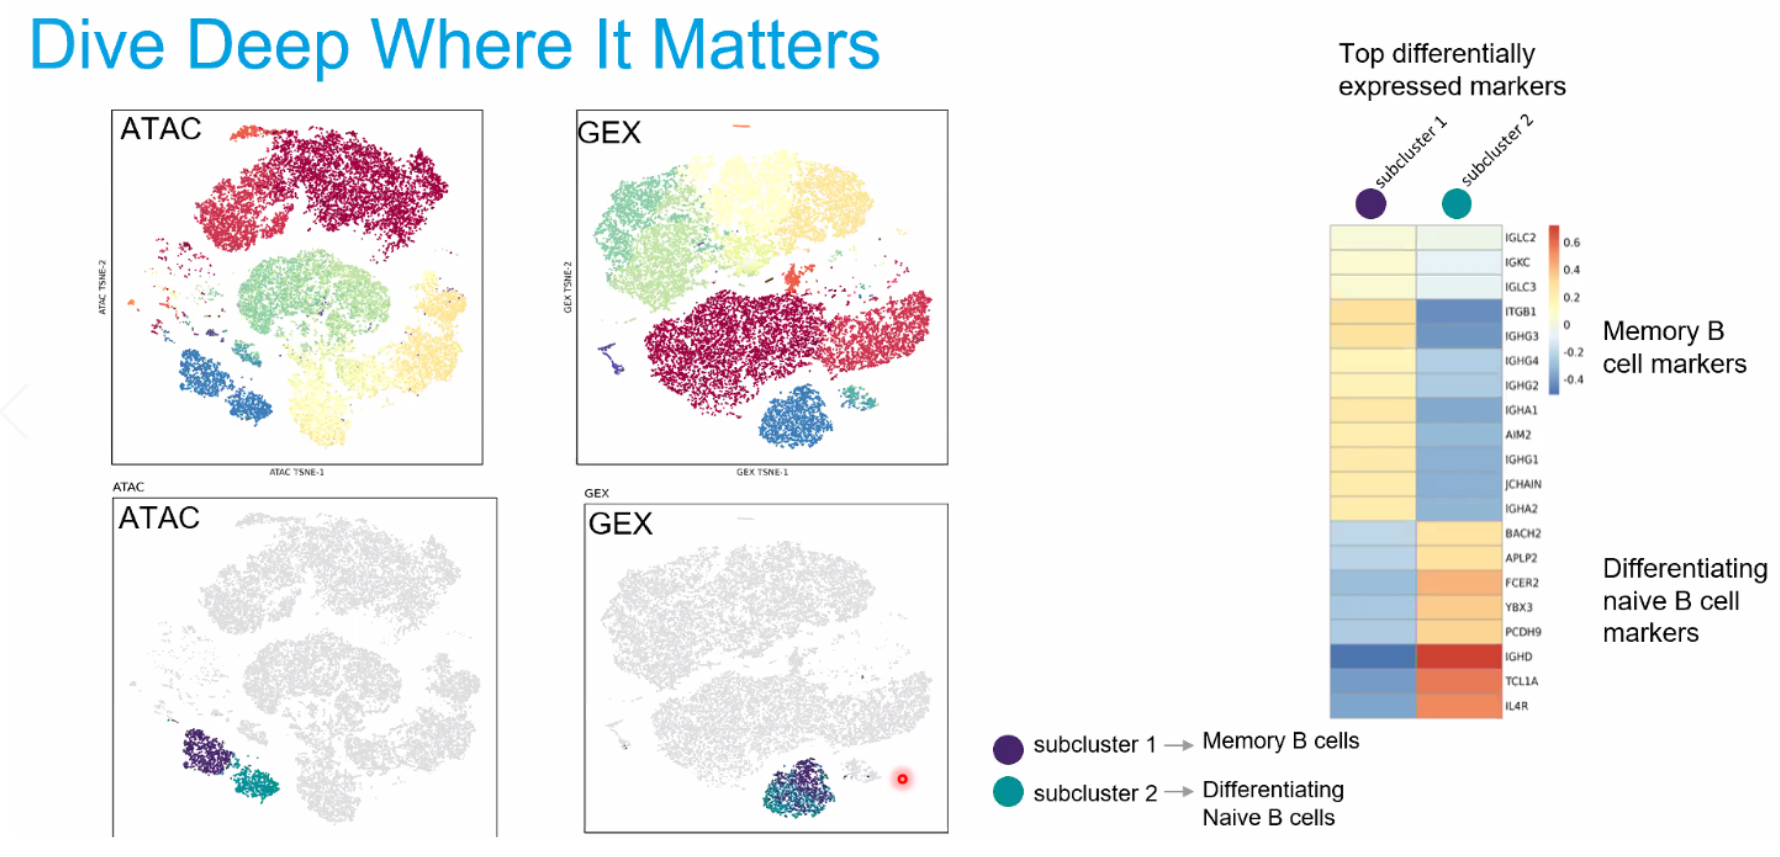 Dive Deep Where It Matters
ATAC
ATAC TSNE-2
ATAC TSNE-1
GEX
GEX TSNE-2
GEX TSNE-1
ATAC
ATAC
GEX
GEX
Top differentially
expressed markers
subcluster 1
subcluster 2
IGLC2
IGKC
IGLC3
ITGB1
IGHG3
IGHG4
IGHG2
IGHA1
AIM2
IGHG1
JCHAIN
IGHA2
BACH2
APLP2
FCER2
YBX3
PCDH9
IGHD
TCL1A
IL4R
0.6
0.4
0.2
0
-0.2
-0.4
Memory B
cell markers
Differentiating
naive B cell
markers
subcluster 1 → Memory B cells
subcluster 2 → Differentiating
Naive B cells